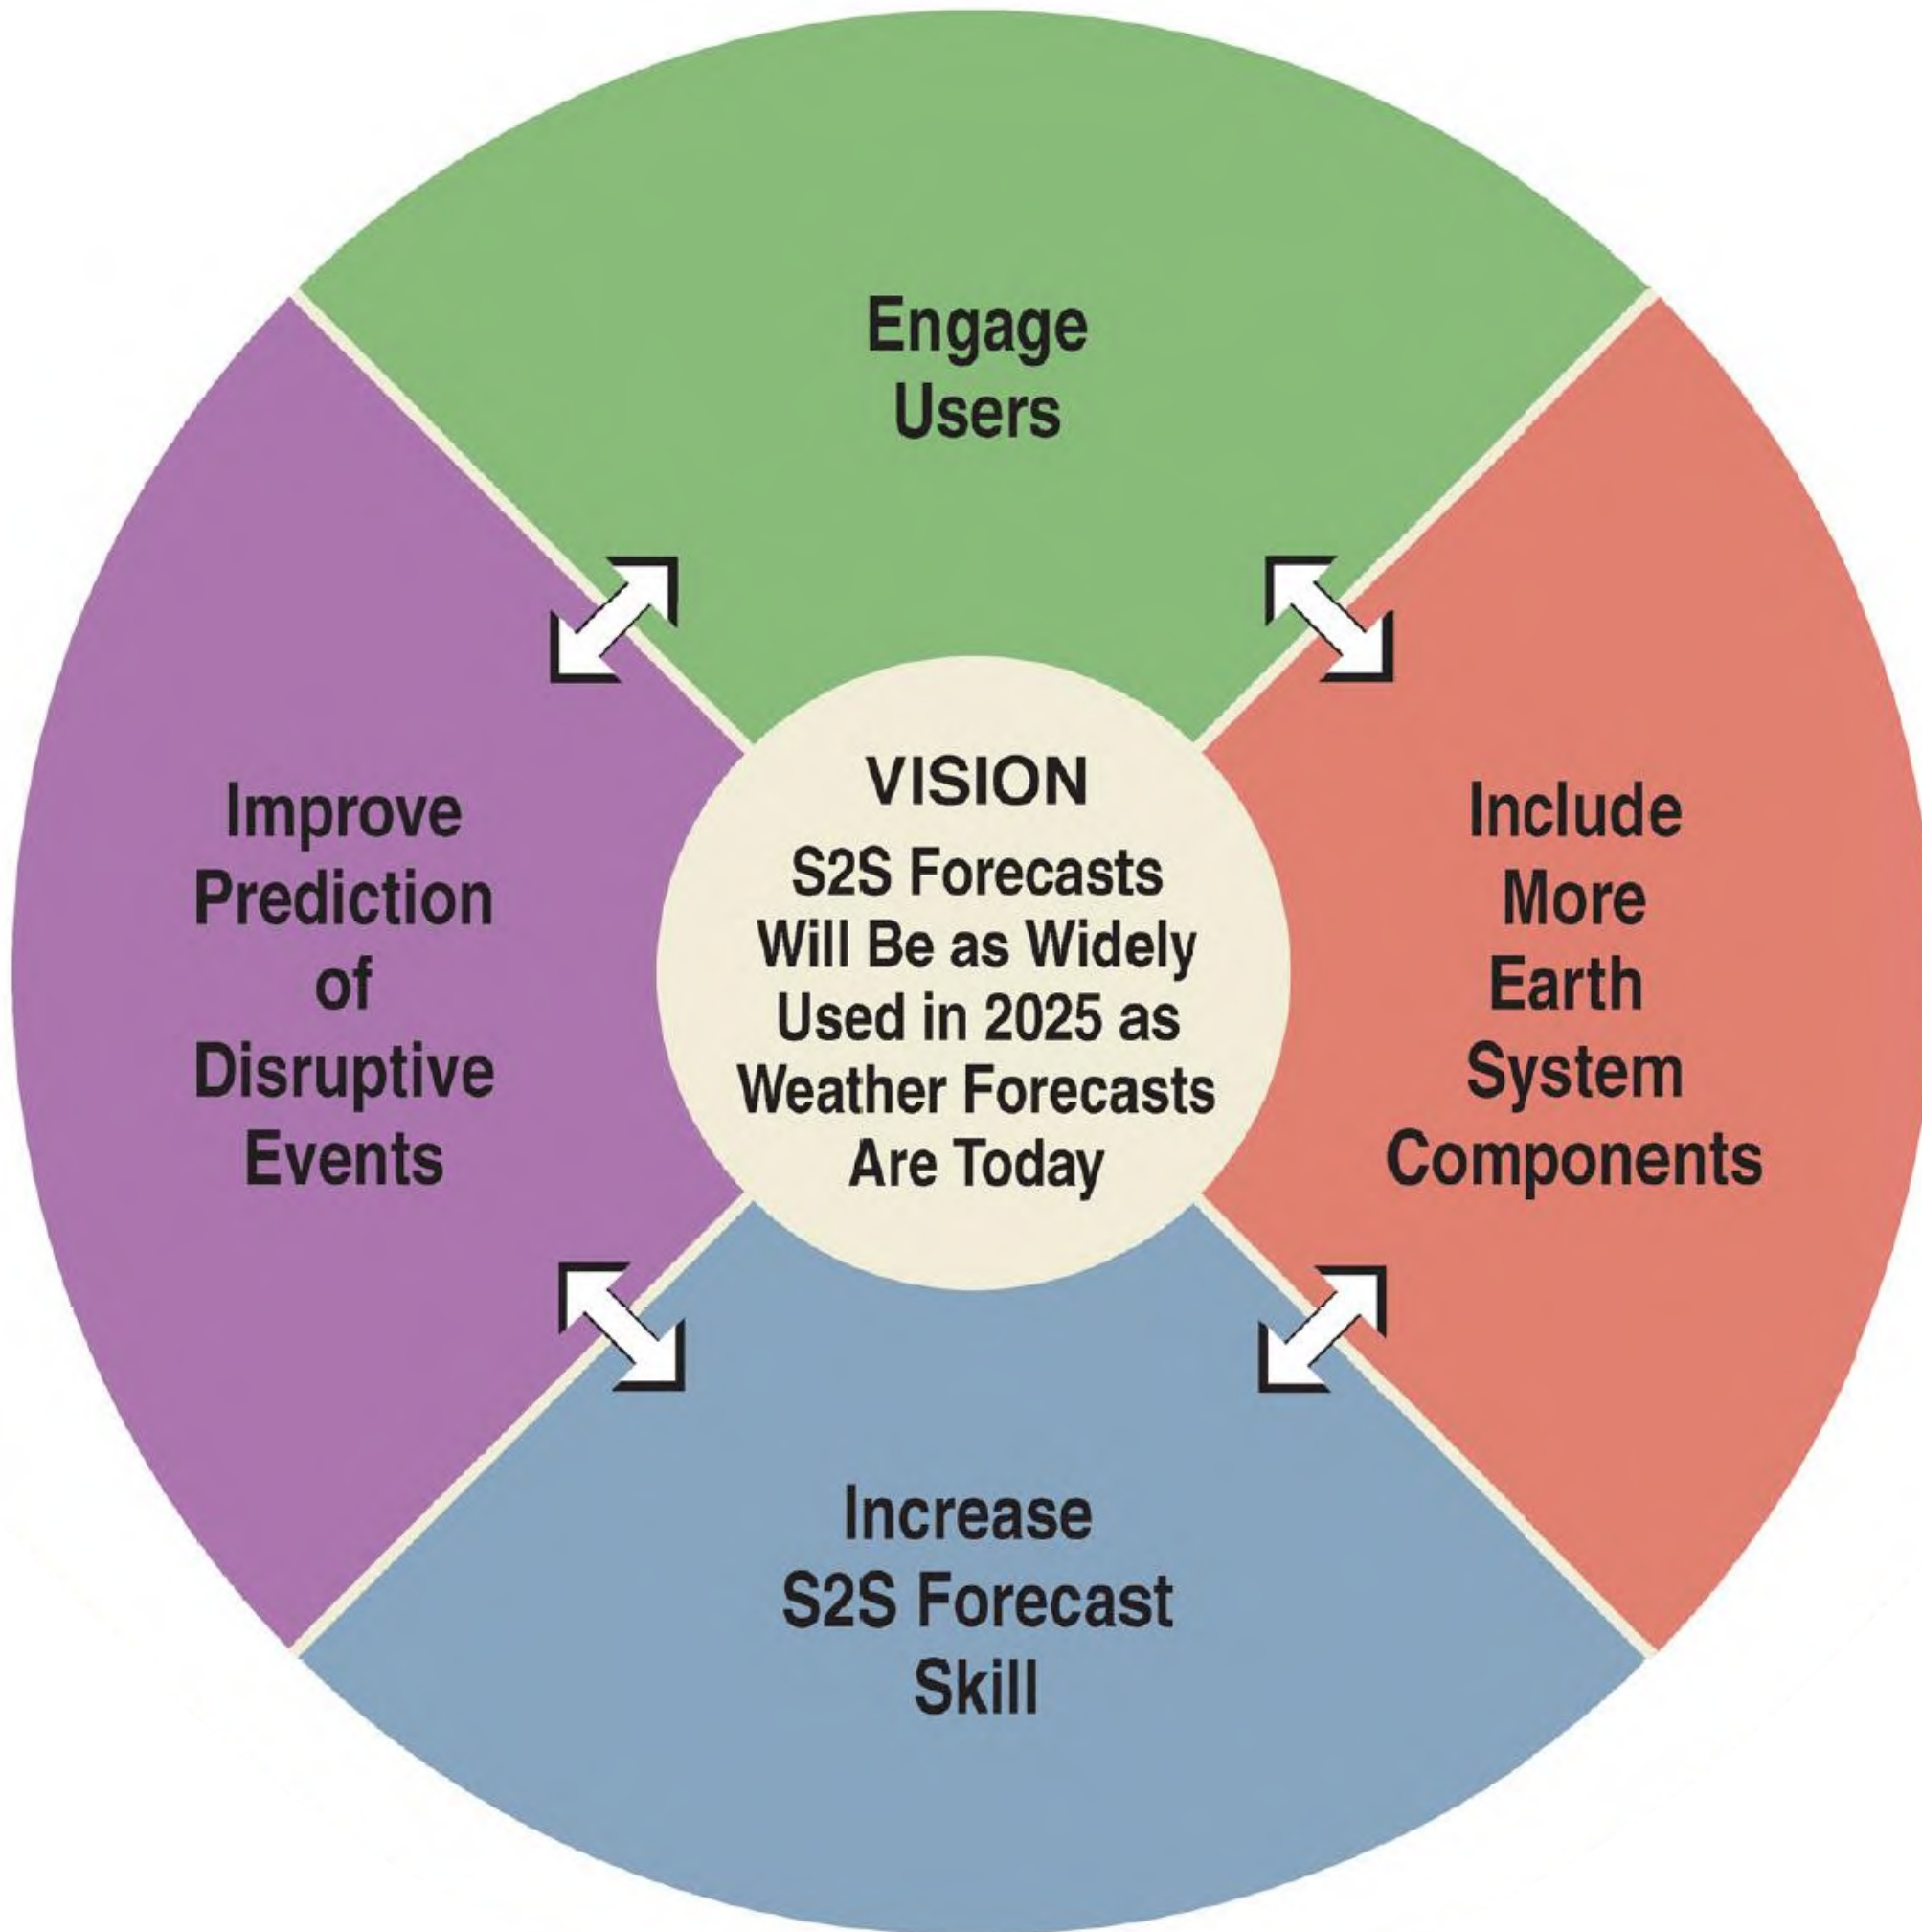 Engage
Users
Improve
Prediction
of
Disruptive
Events
VISION
S2S Forecasts
Will Be as Widely
Used in 2025 as
Weather Forecasts
Are Today
Include
More
Earth
System
Components
Increase
S2S Forecast
Skill